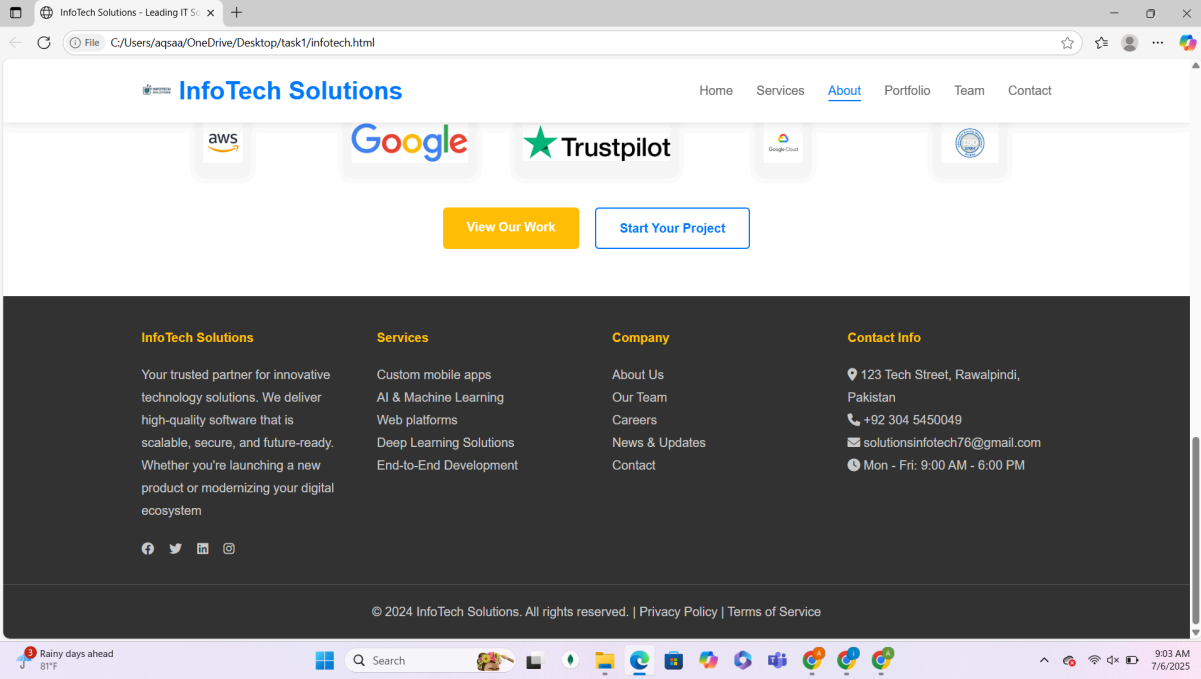 InfoTech Solutions - Leading IT So
File
C:/Users/aqsaa/OneDrive/Desktop/task1/infotech.html
InfoTech Solutions
Home
Services
About
Portfolio
Team
Contact
aws
Google
Trustpilot
Google Cloud
View Our Work
Start Your Project
InfoTech Solutions
Your trusted partner for innovative
technology solutions. We deliver
high-quality software that is
scalable, secure, and future-ready.
Whether you're launching a new
product or modernizing your digital
ecosystem
Services
Custom mobile apps
AI & Machine Learning
Web platforms
Deep Learning Solutions
End-to-End Development
Company
About Us
Our Team
Careers
News & Updates
Contact
Contact Info
123 Tech Street, Rawalpindi,
Pakistan
+92 304 5450049
solutionsinfotech76@gmail.com
Mon - Fri: 9:00 AM - 6:00 PM
© 2024 InfoTech Solutions. All rights reserved. | Privacy Policy | Terms of Service
3
Rainy days ahead
81°F
Search
A
i
A
9:03 AM
7/6/2025